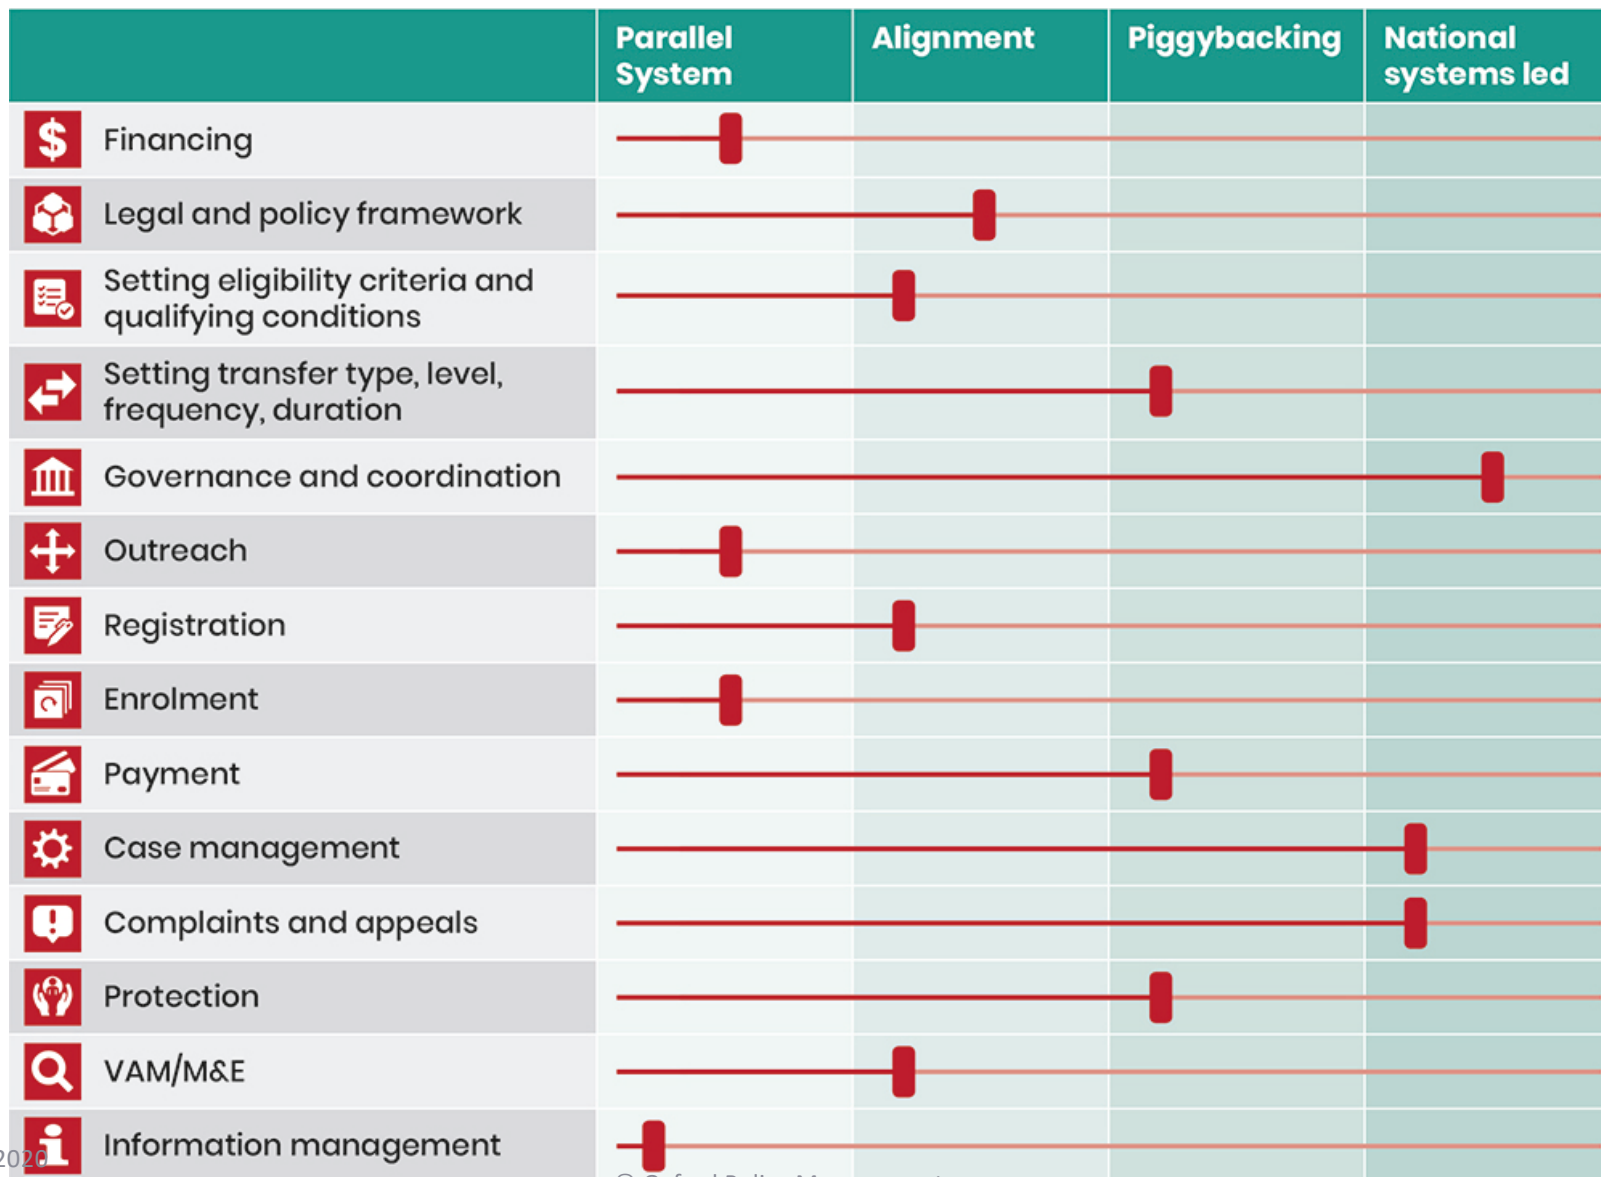 Parallel
System
Alignment
Piggybacking
National
systems led
Financing
Legal and policy framework
Setting eligibility criteria and
qualifying conditions
Setting transfer type, level,
frequency, duration
Governance and coordination
Outreach
Registration
Enrolment
Payment
Case management
Complaints and appeals
Protection
VAM/M&E
Information management
2020